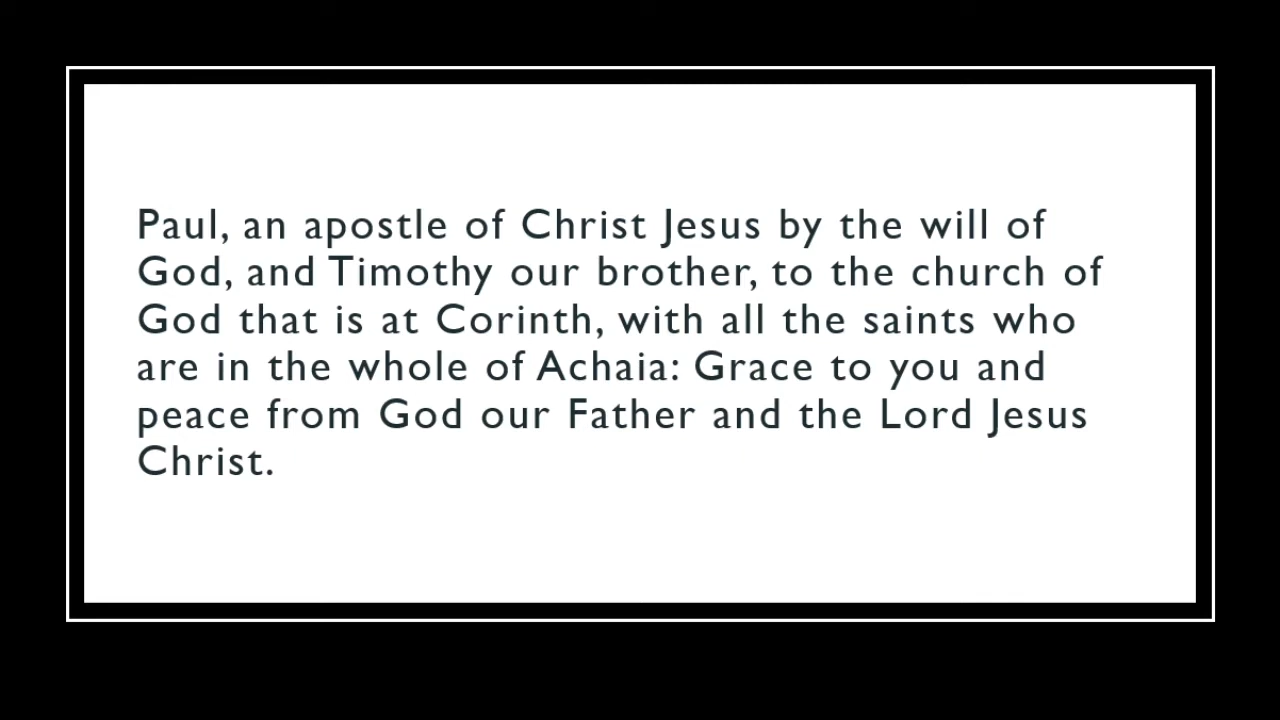 Paul, an apostle of Christ Jesus by the will of
God, and Timothy our brother, to the church of
God that is at Corinth, with all the saints who
are in the whole of Achaia: Grace to you and
peace from God our Father and the Lord Jesus
Christ.